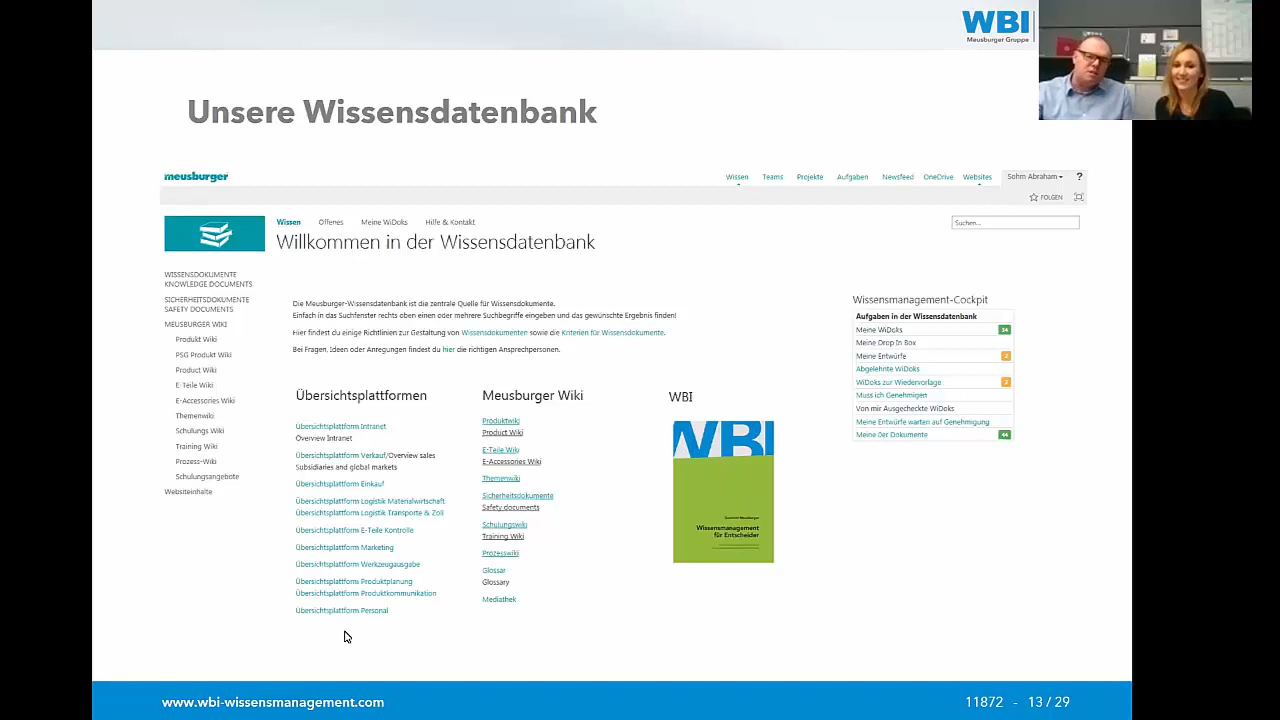 WBI
Meusburger Gruppe
Unsere Wissensdatenbank
meusburger
Wissen Teams Projekte Aufgaben Newsfeed OneDrive Websites Sohm Abraham ?
FOLGEN
Wissen Offenes Meine WiDoks Hilfe & Kontakt
Suchen...
Willkommen in der Wissensdatenbank
WISSENSDOKUMENTE
KNOWLEDGE DOCUMENTS
SICHERHEITSDOKUMENTE
SAFETY DOCUMENTS
MEUSBURGER WIKI
Produkt Wiki
PSG Produkt Wiki
Product Wiki
E-Teile Wiki
E-Accessories Wiki
Themenwiki
Schulungs Wiki
Training Wiki
Prozess-Wiki
Schulungsangebote
Websiteinhalte
Die Meusburger-Wissensdatenbank ist die zentrale Quelle für Wissensdokumente.
Einfach in das Suchfenster rechts oben einen oder mehrere Suchbegriffe eingeben und das gewünschte Ergebnis finden!
Hier findest du einige Richtlinien zur Gestaltung von Wissensdokumenten sowie die Kriterien für Wissensdokumente.
Bei Fragen, Ideen oder Anregungen findest du hier die richtigen Ansprechpersonen.
Übersichtsplattformen
Übersichtsplattform Intranet
Overview Intranet
Übersichtsplattform Verkauf/Overview sales
Subsidiaries and global markets
Übersichtsplattform Einkauf
Übersichtsplattform Logistik Materialwirtschaft
Übersichtsplattform Logistik Transporte & Zoll
Übersichtsplattform E-Teile Kontrolle
Übersichtsplattform Marketing
Übersichtsplattform Werkzeugausgabe
Übersichtsplattform Produktplanung
Übersichtsplattform Produktkommunikation
Übersichtsplattform Personal
Meusburger Wiki
Produktwiki
Product Wiki
E-Teile Wiki
E-Accessories Wiki
Themenwiki
Sicherheitsdokumente
Safety documents
Schulungswiki
Training Wiki
Prozesswiki
Glossar
Glossary
Mediathek
WBI
WBI
Wissensmanagement
für Entscheider
Wissensmanagement-Cockpit
Aufgaben in der Wissensdatenbank
Meine WiDoks 34
Meine Drop In Box
Meine Entwürfe 2
Abgelehnte WiDoks
WiDoks zur Wiedervorlage 2
Muss ich Genehmigen
Von mir Ausgecheckte WiDoks
Meine Entwürfe warten auf Genehmigung
Meine 0er Dokumente 44
www.wbi-wissensmanagement.com
11872 - 13 / 29